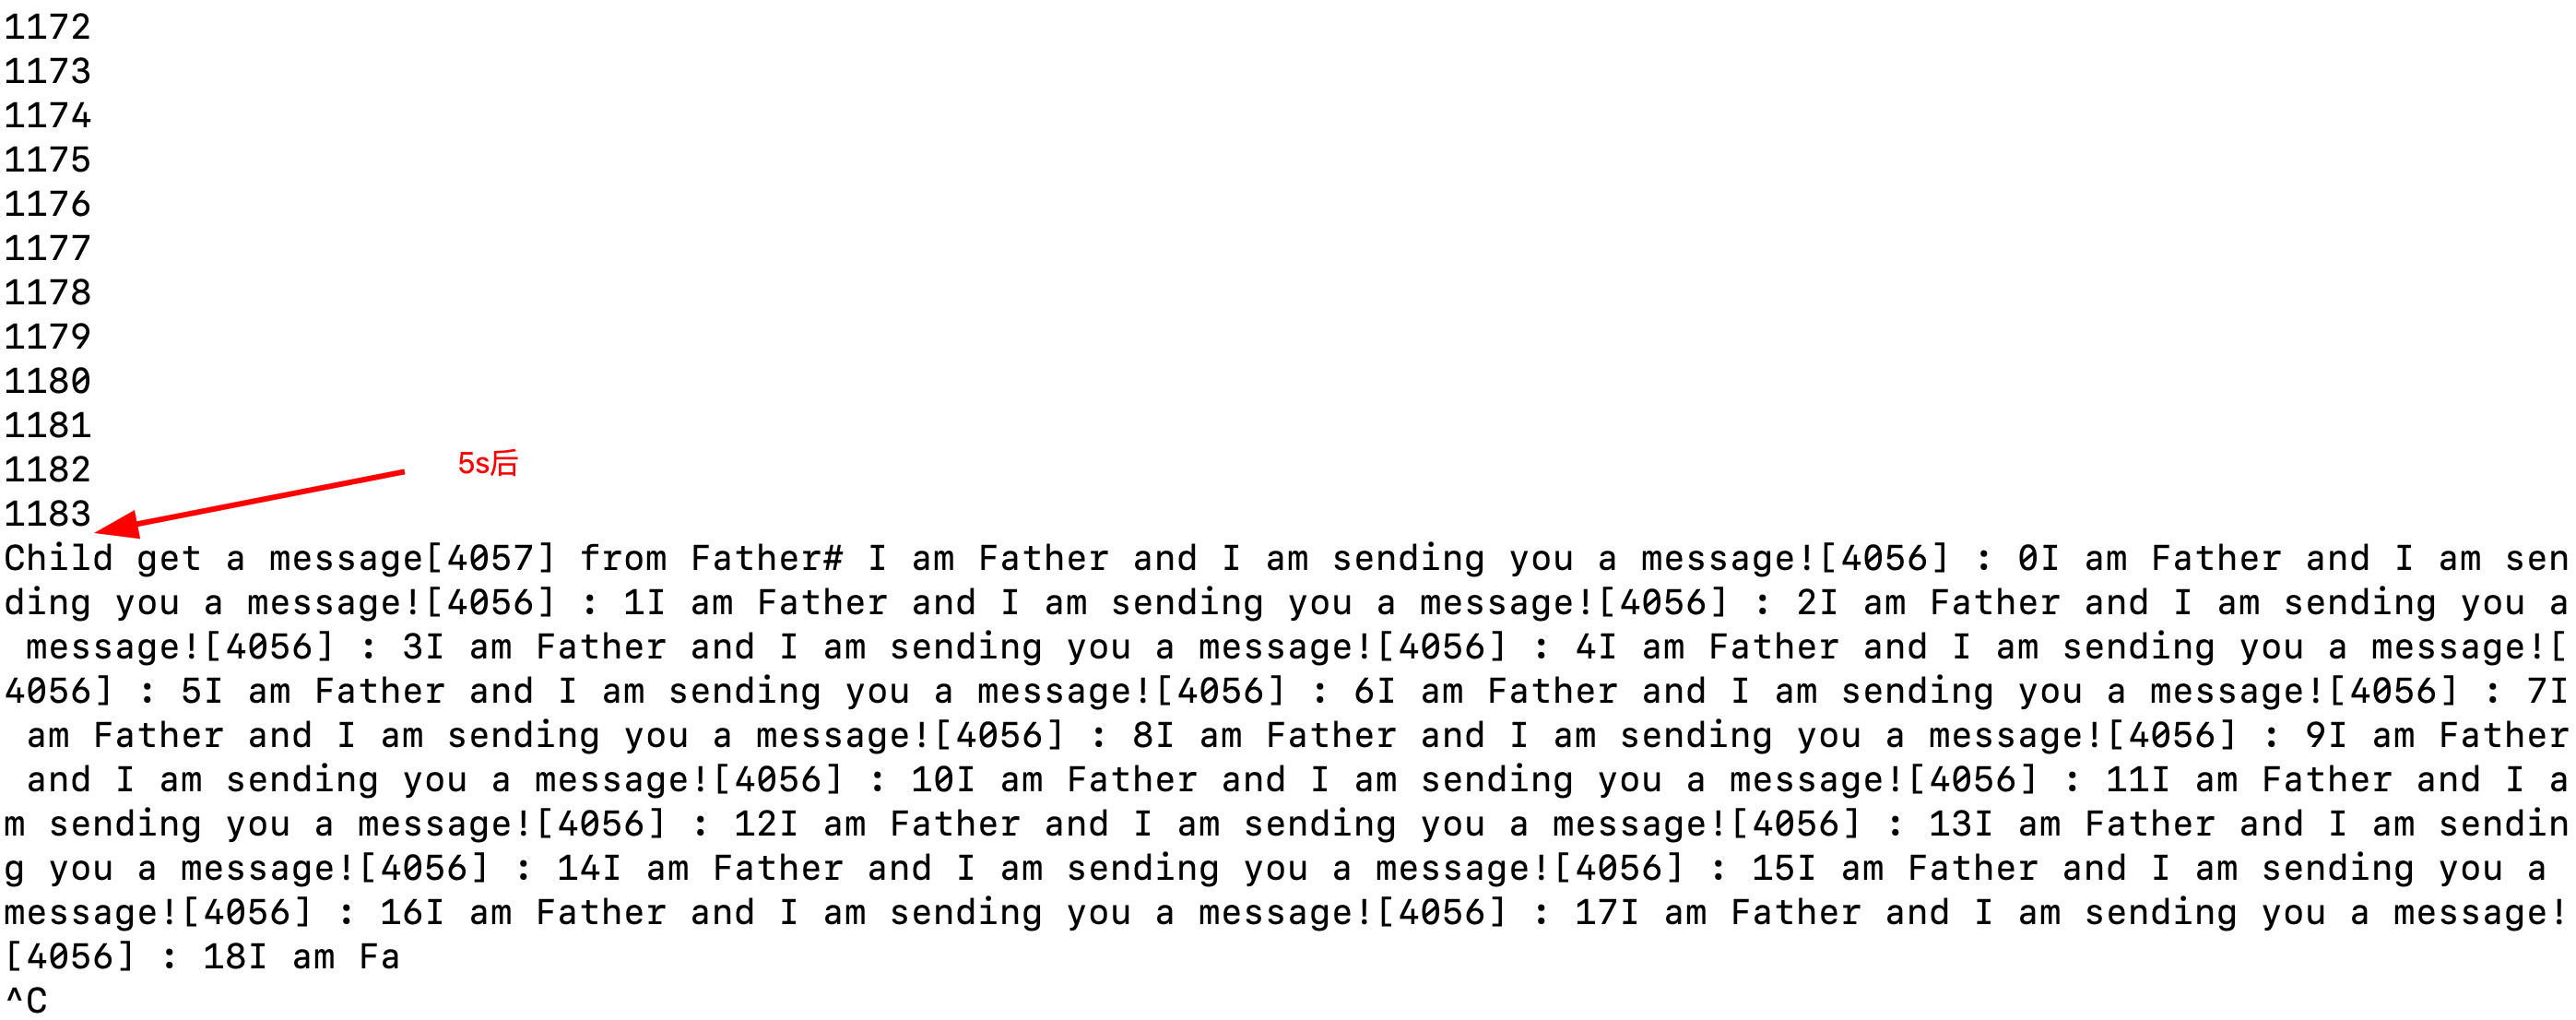 1172
1173
1174
1175
1176
1177
1178
1179
1180
1181
1182
5s后
1183
Child get a message[4057] from Father# I am Father and I am sending you a message![4056] : 0I am Father and I am sen
ding you a message![4056] : 1I am Father and I am sending you a message![4056] : 2I am Father and I am sending you a
 message![4056] : 3I am Father and I am sending you a message![4056] : 4I am Father and I am sending you a message![
4056] : 5I am Father and I am sending you a message![4056] : 6I am Father and I am sending you a message![4056] : 7I
 am Father and I am sending you a message![4056] : 8I am Father and I am sending you a message![4056] : 9I am Father
 and I am sending you a message![4056] : 10I am Father and I am sending you a message![4056] : 11I am Father and I a
m sending you a message![4056] : 12I am Father and I am sending you a message![4056] : 13I am Father and I am sendin
g you a message![4056] : 14I am Father and I am sending you a message![4056] : 15I am Father and I am sending you a
message![4056] : 16I am Father and I am sending you a message![4056] : 17I am Father and I am sending you a message!
[4056] : 18I am Fa
^C